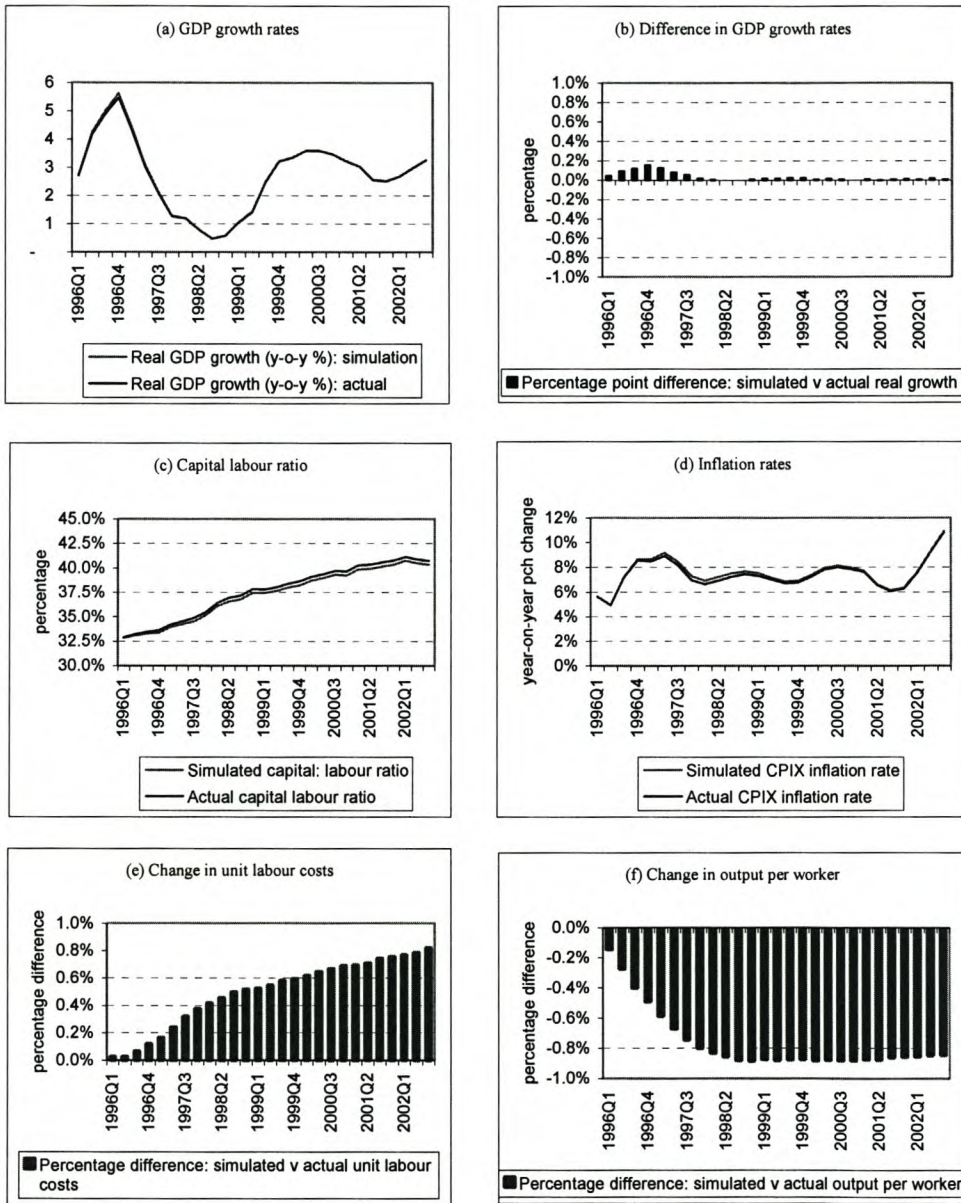 (a) GDP growth rates
6
5
4
3
2
1
-
1996Q1
1996Q4
1997Q3
1998Q2
1999Q1
1999Q4
2000Q3
2001Q2
2002Q1
Real GDP growth (y-o-y %): simulation
Real GDP growth (y-o-y %): actual
(b) Difference in GDP growth rates
percentage
1.0%
0.8%
0.6%
0.4%
0.2%
0.0%
-0.2%
-0.4%
-0.6%
-0.8%
-1.0%
1996Q1
1996Q4
1997Q3
1998Q2
1999Q1
1999Q4
2000Q3
2001Q2
2002Q1
Percentage point difference: simulated v actual real growth
(c) Capital labour ratio
percentage
45.0%
42.5%
40.0%
37.5%
35.0%
32.5%
30.0%
1996Q1
1996Q4
1997Q3
1998Q2
1999Q1
1999Q4
2000Q3
2001Q2
2002Q1
Simulated capital: labour ratio
Actual capital labour ratio
(d) Inflation rates
year-on-year pch change
12%
10%
8%
6%
4%
2%
0%
1996Q1
1996Q4
1997Q3
1998Q2
1999Q1
1999Q4
2000Q3
2001Q2
2002Q1
Simulated CPIX inflation rate
Actual CPIX inflation rate
(e) Change in unit labour costs
percentage difference
1.0%
0.8%
0.6%
0.4%
0.2%
0.0%
1996Q1
1996Q4
1997Q3
1998Q2
1999Q1
1999Q4
2000Q3
2001Q2
2002Q1
Percentage difference: simulated v actual unit labour
costs
(f) Change in output per worker
percentage difference
0.0%
-0.2%
-0.4%
-0.6%
-0.8%
-1.0%
1996Q1
1996Q4
1997Q3
1998Q2
1999Q1
1999Q4
2000Q3
2001Q2
2002Q1
Percentage difference: simulated v actual output per worker